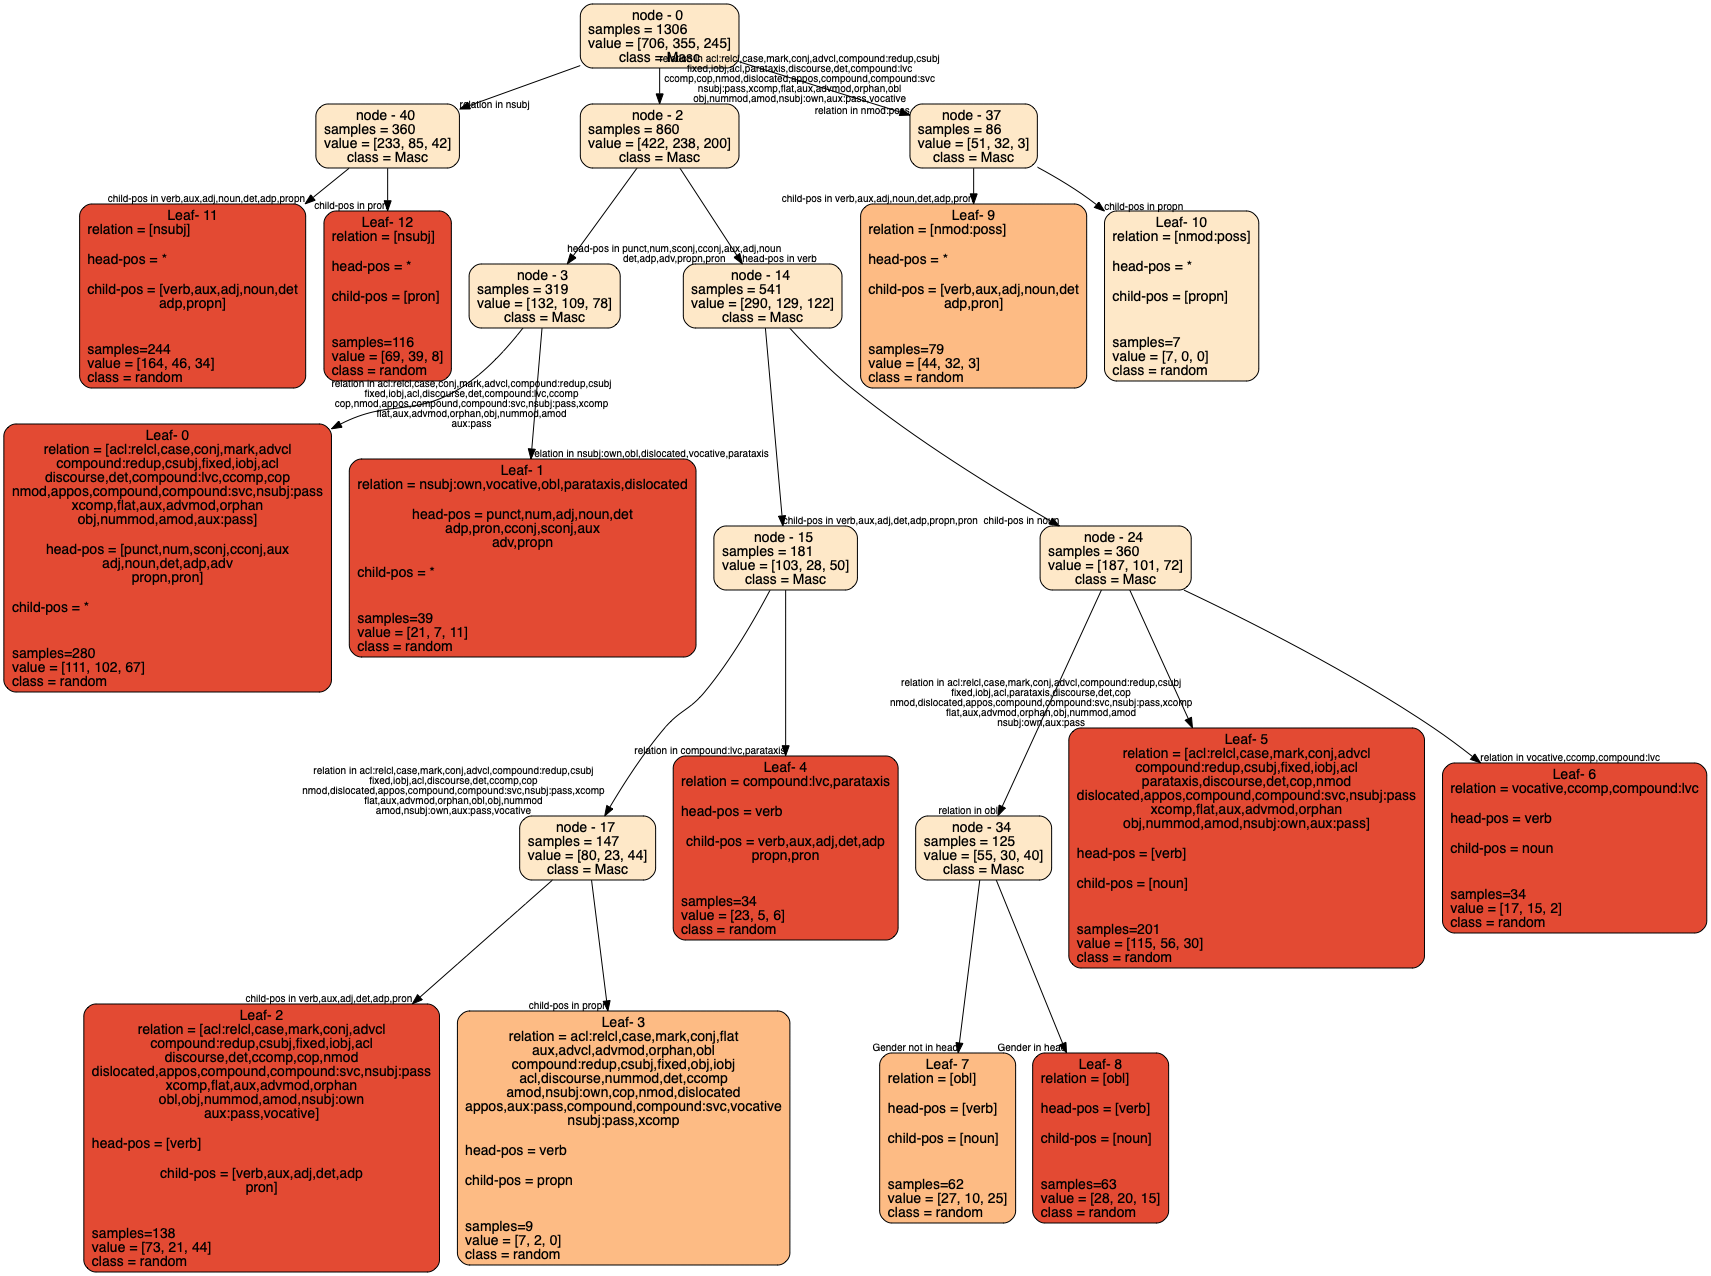 node - 0
samples = 1306
value = [706, 355, 245]
class = Masc
relation in acl:relcl,case,mark,conj,advcl,compound:redup,csubj
fixed,iobj,acl,parataxis,discourse,det,compound:lvc
ccomp,cop,nmod,dislocated,appos,compound,compound:svc
nsubj:pass,xcomp,flat,aux,advmod,orphan,obl
obj,nummod,amod,nsubj:own,aux:pass,vocative
relation in nsubj
relation in nmod:poss
node - 40
samples = 360
value = [233, 85, 42]
class = Masc
node - 2
samples = 860
value = [422, 238, 200]
class = Masc
node - 37
samples = 86
value = [51, 32, 3]
class = Masc
child-pos in verb,aux,adj,noun,det,adp,propn
child-pos in pron
child-pos in verb,aux,adj,noun,det,adp,pron
child-pos in propn
Leaf- 11
relation = [nsubj]
head-pos = *
child-pos = [verb,aux,adj,noun,det
adp,propn]
samples=244
value = [164, 46, 34]
class = random
Leaf- 12
relation = [nsubj]
head-pos = *
child-pos = [pron]
samples=116
value = [69, 39, 8]
class = random
head-pos in punct,num,sconj,cconj,aux,adj,noun
det,adp,adv,propn,pron
head-pos in verb
node - 3
samples = 319
value = [132, 109, 78]
class = Masc
node - 14
samples = 541
value = [290, 129, 122]
class = Masc
Leaf- 9
relation = [nmod:poss]
head-pos = *
child-pos = [verb,aux,adj,noun,det
adp,pron]
samples=79
value = [44, 32, 3]
class = random
Leaf- 10
relation = [nmod:poss]
head-pos = *
child-pos = [propn]
samples=7
value = [7, 0, 0]
class = random
relation in acl:relcl,case,conj,mark,advcl,compound:redup,csubj
fixed,iobj,acl,discourse,det,compound:lvc,ccomp
cop,nmod,appos,compound,compound:svc,nsubj:pass,xcomp
flat,aux,advmod,orphan,obj,nummod,amod
aux:pass
relation in nsubj:own,obl,dislocated,vocative,parataxis
Leaf- 0
relation = [acl:relcl,case,conj,mark,advcl
compound:redup,csubj,fixed,iobj,acl
discourse,det,compound:lvc,ccomp,cop
nmod,appos,compound,compound:svc,nsubj:pass
xcomp,flat,aux,advmod,orphan
obj,nummod,amod,aux:pass]
head-pos = [punct,num,sconj,cconj,aux
adj,noun,det,adp,adv
propn,pron]
child-pos = *
samples=280
value = [111, 102, 67]
class = random
Leaf- 1
relation = nsubj:own,vocative,obl,parataxis,dislocated
head-pos = punct,num,adj,noun,det
adp,pron,cconj,sconj,aux
adv,propn
child-pos = *
samples=39
value = [21, 7, 11]
class = random
child-pos in verb,aux,adj,det,adp,propn,pron
child-pos in noun
node - 15
samples = 181
value = [103, 28, 50]
class = Masc
node - 24
samples = 360
value = [187, 101, 72]
class = Masc
relation in acl:relcl,case,mark,conj,advcl,compound:redup,csubj
fixed,iobj,acl,discourse,det,ccomp,cop
nmod,dislocated,appos,compound,compound:svc,nsubj:pass,xcomp
flat,aux,advmod,orphan,obl,obj,nummod
amod,nsubj:own,aux:pass,vocative
relation in compound:lvc,parataxis
relation in acl:relcl,case,mark,conj,advcl,compound:redup,csubj
fixed,iobj,acl,parataxis,discourse,det,cop
nmod,dislocated,appos,compound,compound:svc,nsubj:pass,xcomp
flat,aux,advmod,orphan,obj,nummod,amod
nsubj:own,aux:pass
relation in vocative,ccomp,compound:lvc
relation in obl
node - 17
samples = 147
value = [80, 23, 44]
class = Masc
Leaf- 4
relation = compound:lvc,parataxis
head-pos = verb
child-pos = verb,aux,adj,det,adp
propn,pron
samples=34
value = [23, 5, 6]
class = random
node - 34
samples = 125
value = [55, 30, 40]
class = Masc
Leaf- 5
relation = [acl:relcl,case,mark,conj,advcl
compound:redup,csubj,fixed,iobj,acl
parataxis,discourse,det,cop,nmod
dislocated,appos,compound,compound:svc,nsubj:pass
xcomp,flat,aux,advmod,orphan
obj,nummod,amod,nsubj:own,aux:pass]
head-pos = [verb]
child-pos = [noun]
samples=201
value = [115, 56, 30]
class = random
Leaf- 6
relation = vocative,ccomp,compound:lvc
head-pos = verb
child-pos = noun
samples=34
value = [17, 15, 2]
class = random
child-pos in verb,aux,adj,det,adp,pron
child-pos in propn
Gender not in head
Gender in head
Leaf- 2
relation = [acl:relcl,case,mark,conj,advcl
compound:redup,csubj,fixed,iobj,acl
discourse,det,ccomp,cop,nmod
dislocated,appos,compound,compound:svc,nsubj:pass
xcomp,flat,aux,advmod,orphan
obl,obj,nummod,amod,nsubj:own
aux:pass,vocative]
head-pos = [verb]
child-pos = [verb,aux,adj,det,adp
pron]
samples=138
value = [73, 21, 44]
class = random
Leaf- 3
relation = acl:relcl,case,mark,conj,flat
aux,advcl,advmod,orphan,obl
compound:redup,csubj,fixed,obj,iobj
acl,discourse,nummod,det,ccomp
amod,nsubj:own,cop,nmod,dislocated
appos,aux:pass,compound,compound:svc,vocative
nsubj:pass,xcomp
head-pos = verb
child-pos = propn
samples=9
value = [7, 2, 0]
class = random
Leaf- 7
relation = [obl]
head-pos = [verb]
child-pos = [noun]
samples=62
value = [27, 10, 25]
class = random
Leaf- 8
relation = [obl]
head-pos = [verb]
child-pos = [noun]
samples=63
value = [28, 20, 15]
class = random